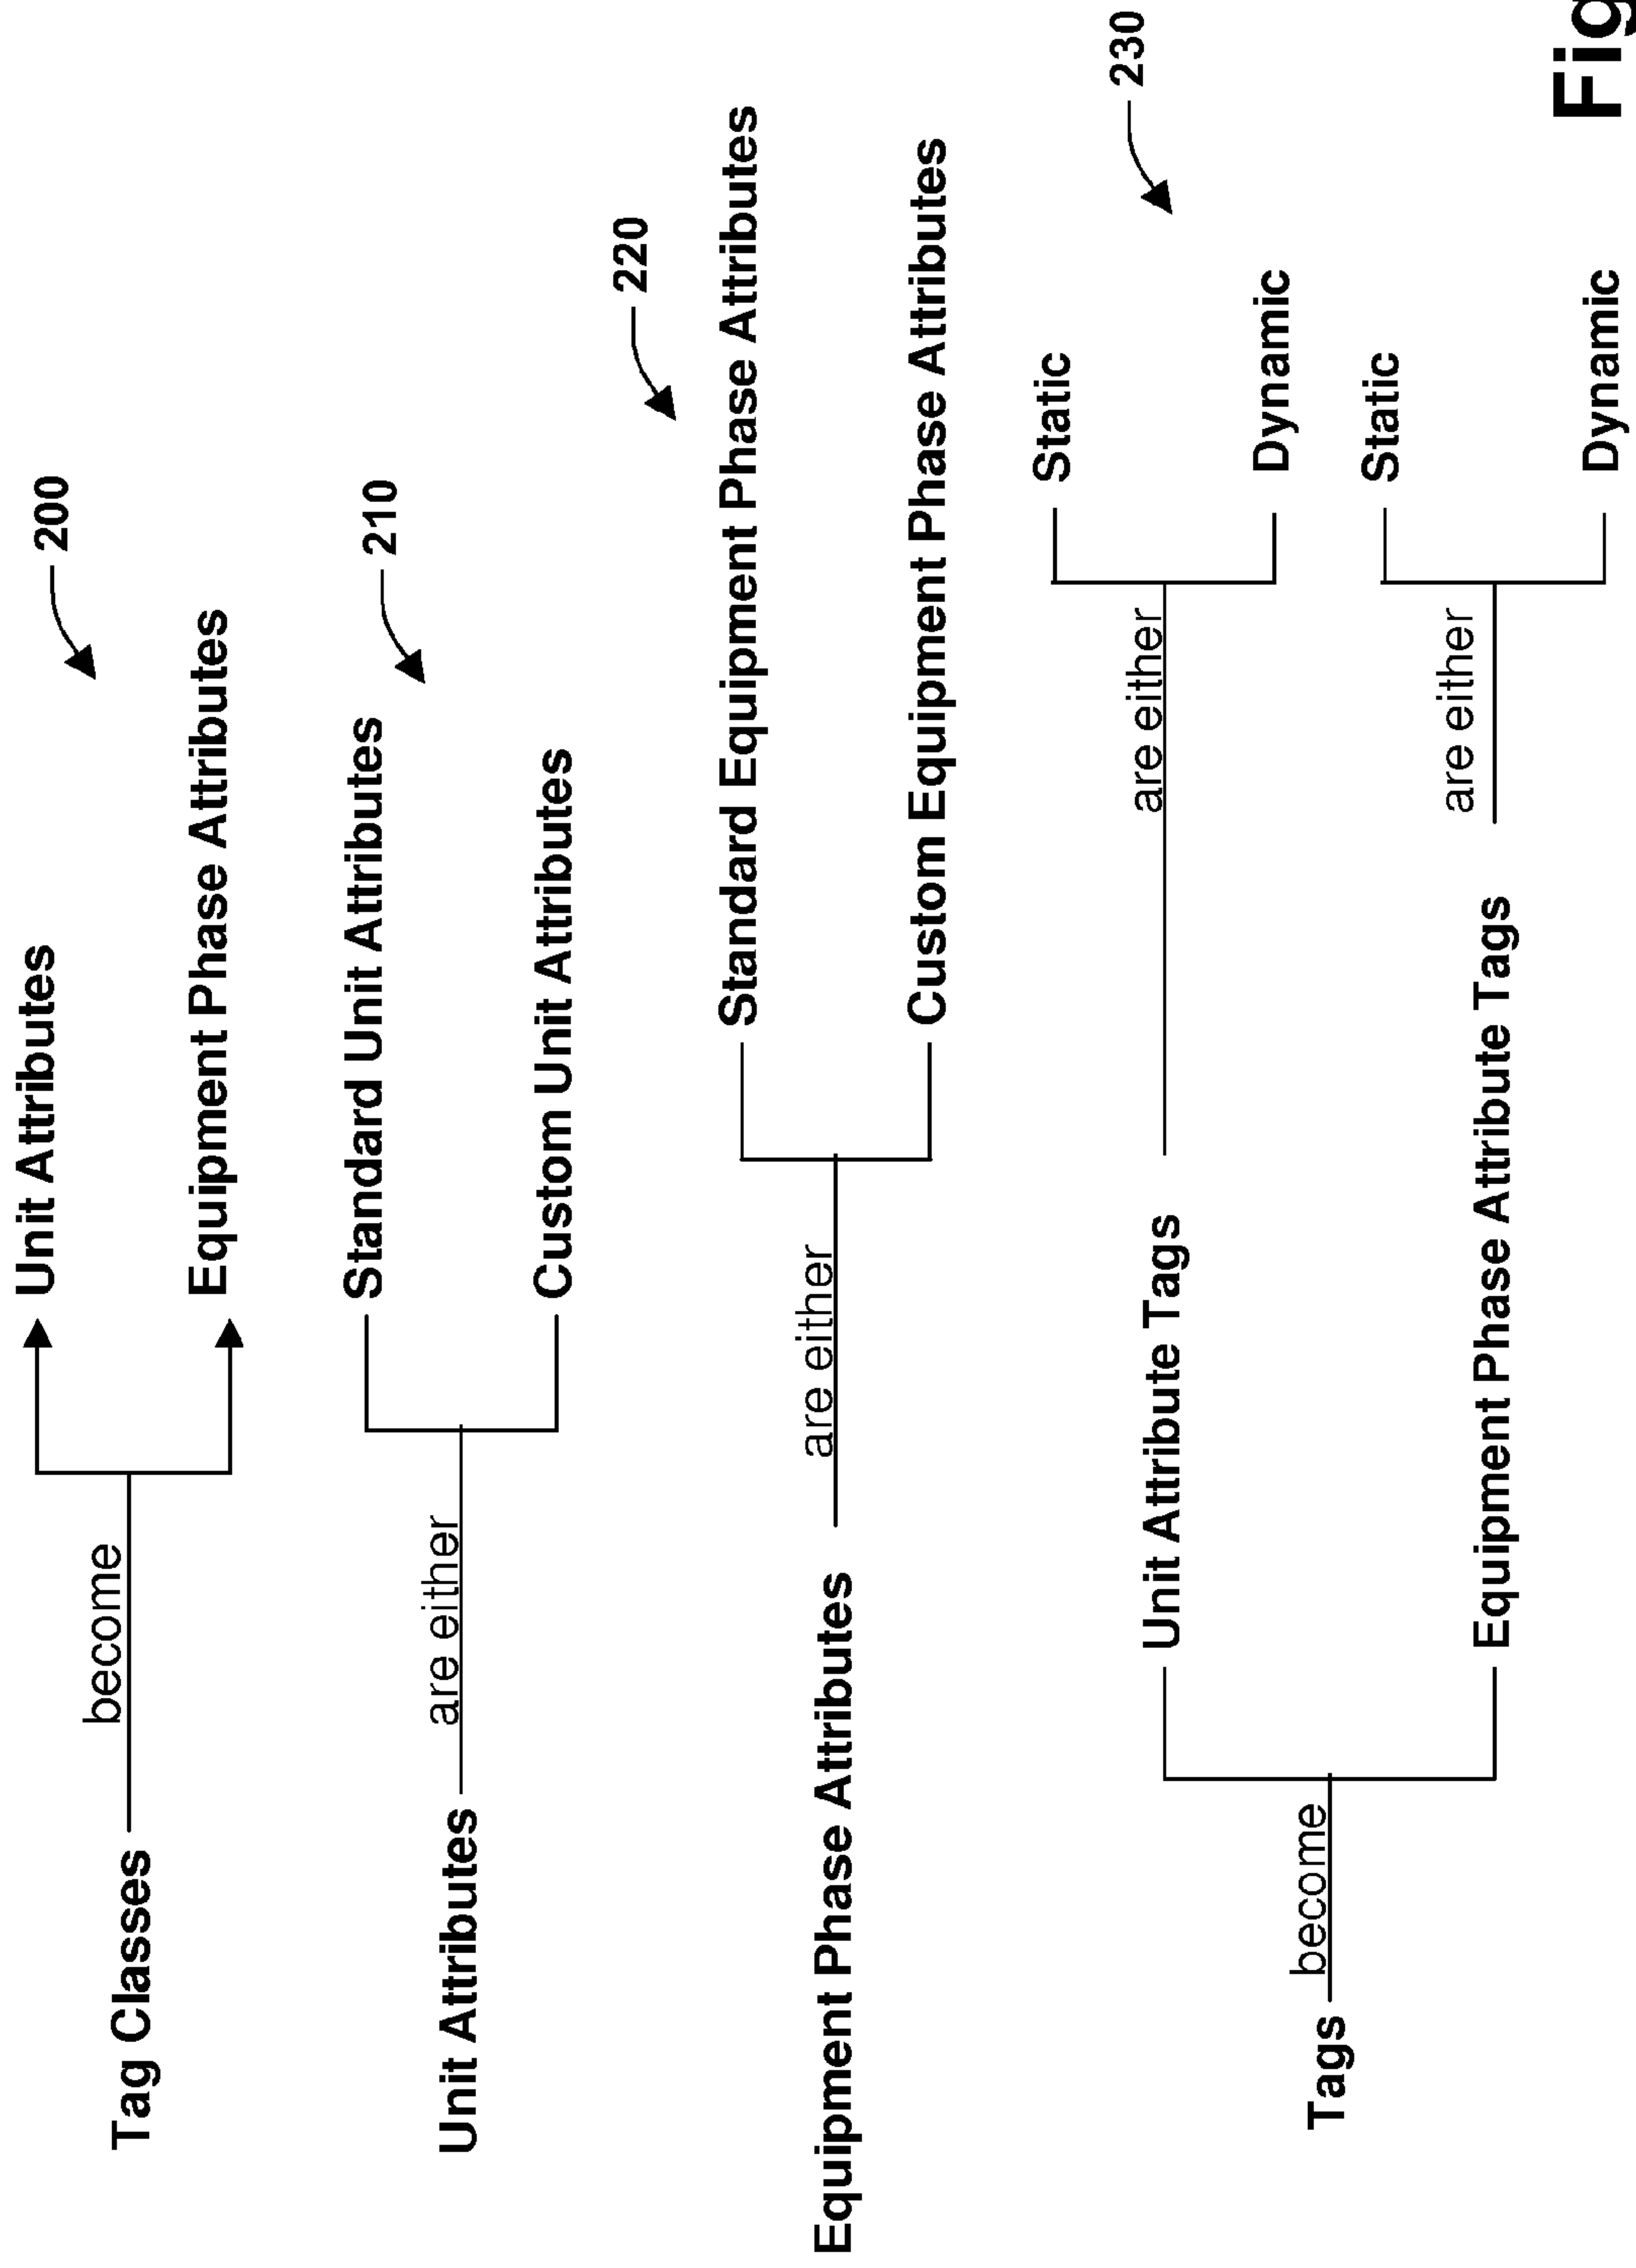 200
Unit Attributes
become
Tag Classes
Equipment Phase Attributes
210
Standard Unit Attributes
are either
Unit Attributes
Custom Unit Attributes
220
Standard Equipment Phase Attributes
are either
Equipment Phase Attributes
Custom Equipment Phase Attributes
230
Static
are either
Unit Attribute Tags
Dynamic
become
Tags
Static
are either
Equipment Phase Attribute Tags
Dynamic
Fig